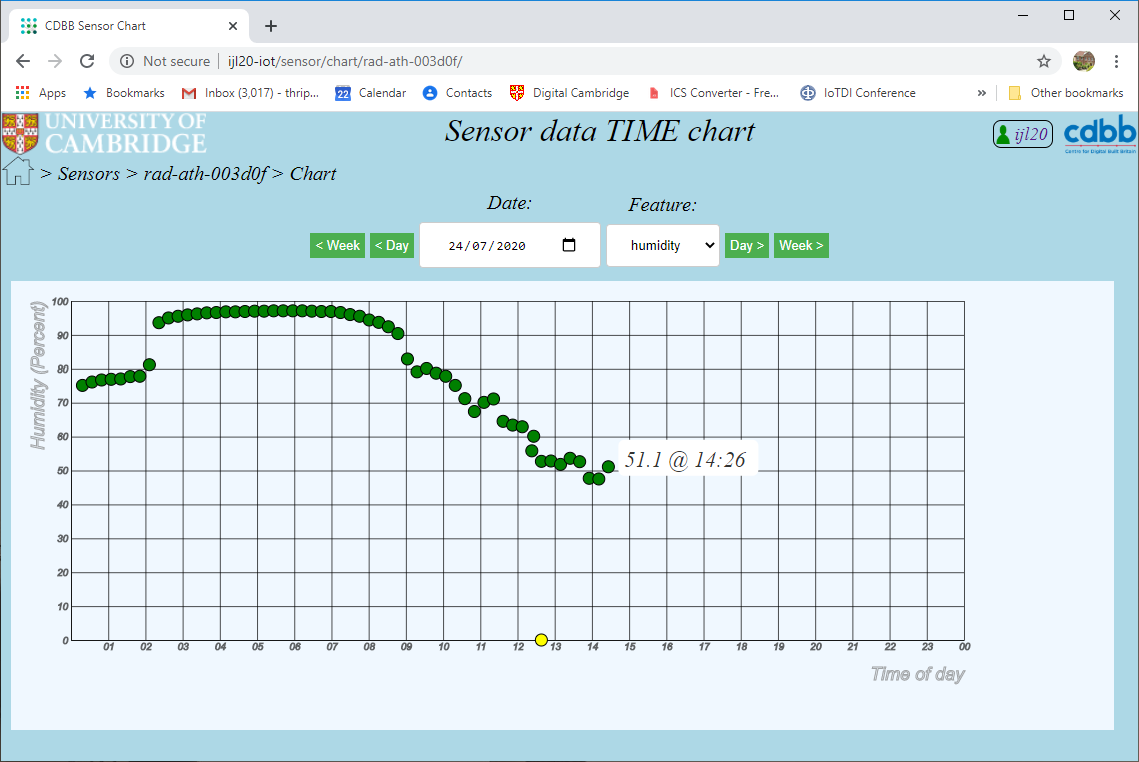 CDBB Sensor Chart
Not secure ijl20-iot/sensor/chart/rad-ath-003d0f/
Apps Bookmarks Inbox (3,017) - thrip... 22 Calendar Contacts Digital Cambridge ICS Converter - Fre... IoTDI Conference » Other bookmarks
UNIVERSITY OF
CAMBRIDGE
Sensor data TIME chart
ijl20
cdbb
Centre for Digital Built Britain
> Sensors > rad-ath-003d0f > Chart
Date: Feature:
< Week < Day 24/07/2020 humidity Day > Week >
Humidity (Percent)
100
90
80
70
60
50
40
30
20
10
0
51.1 @ 14:26
01 02 03 04 05 06 07 08 09 10 11 12 13 14 15 16 17 18 19 20 21 22 23 00
Time of day